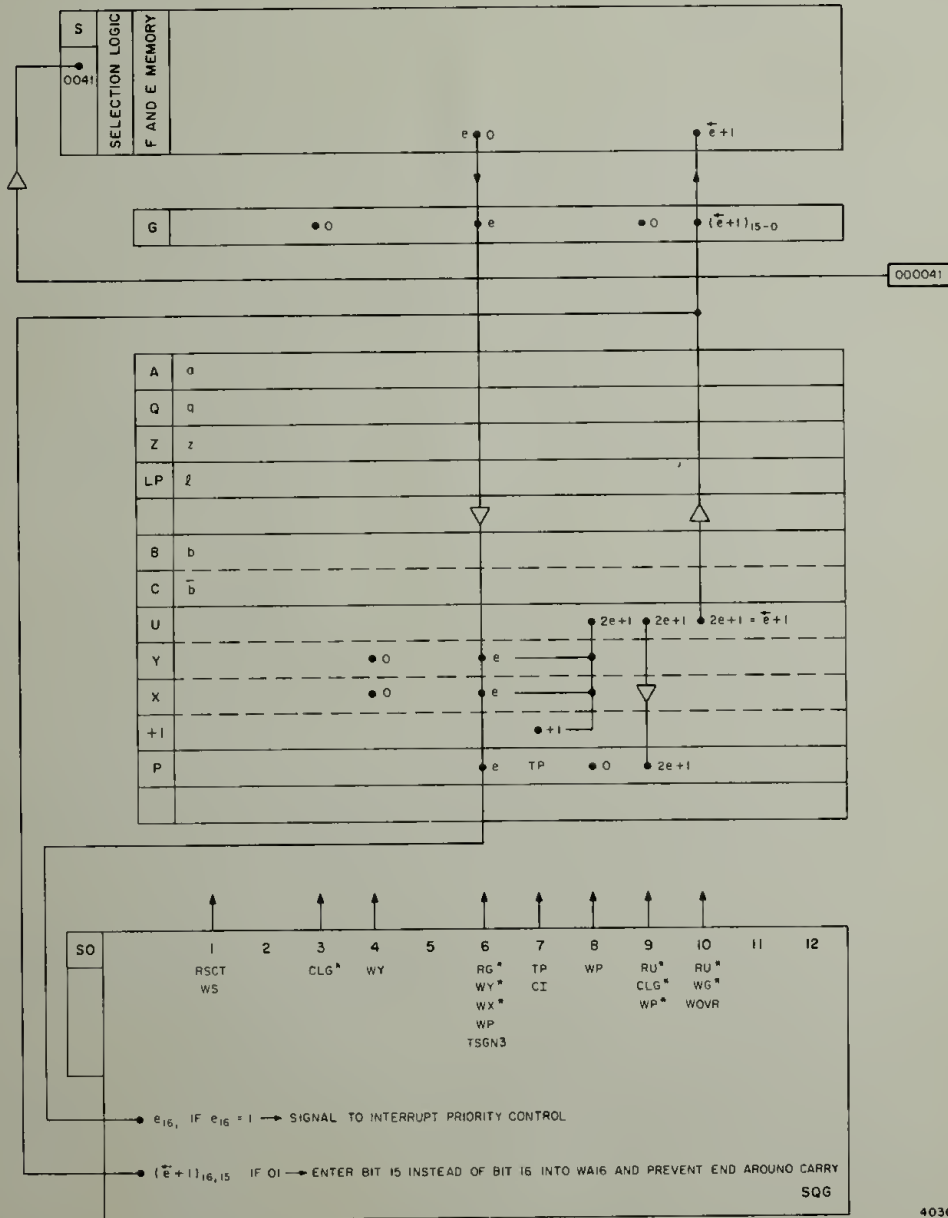 S
0041
SELECTION LOGIC
F AND E MEMORY
e 0
ē+1
G
0
e
0
(ē+1)15-0
000041
A a
Q q
Z z
LP ℓ
B b
C b̄
U 2e+1 2e+1 2e+1 = ē+1
Y 0 e
X 0 e
+1 +1
P e TP 0 2e+1
SQ
1 2 3 4 5 6 7 8 9 10 11 12
RSCT CLG* WY RG* TP WP RU* RU*
WS WY* CI CLG* WG*
WX* WP* WOVR
WP
TSGN3
e16, IF e16 = 1 → SIGNAL TO INTERRUPT PRIORITY CONTROL
(ē+1)16,15 IF 01 → ENTER BIT 15 INSTEAD OF BIT 16 INTO WA16 AND PREVENT END AROUND CARRY
SQG